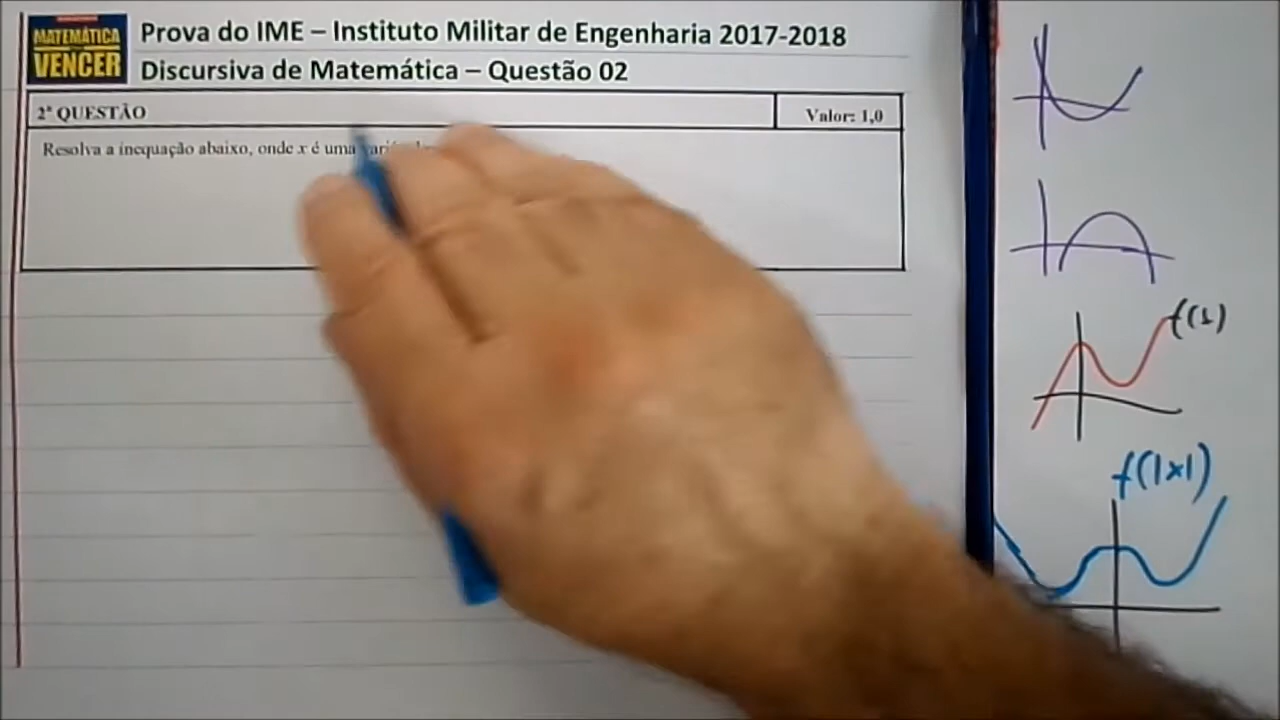 MATEMÁTICA
VENCER
Prova do IME – Instituto Militar de Engenharia 2017-2018
Discursiva de Matemática – Questão 02
2ª QUESTÃO
Valor: 1,0
Resolva a inequação abaixo, onde x é uma
f(x)
f(|x|)